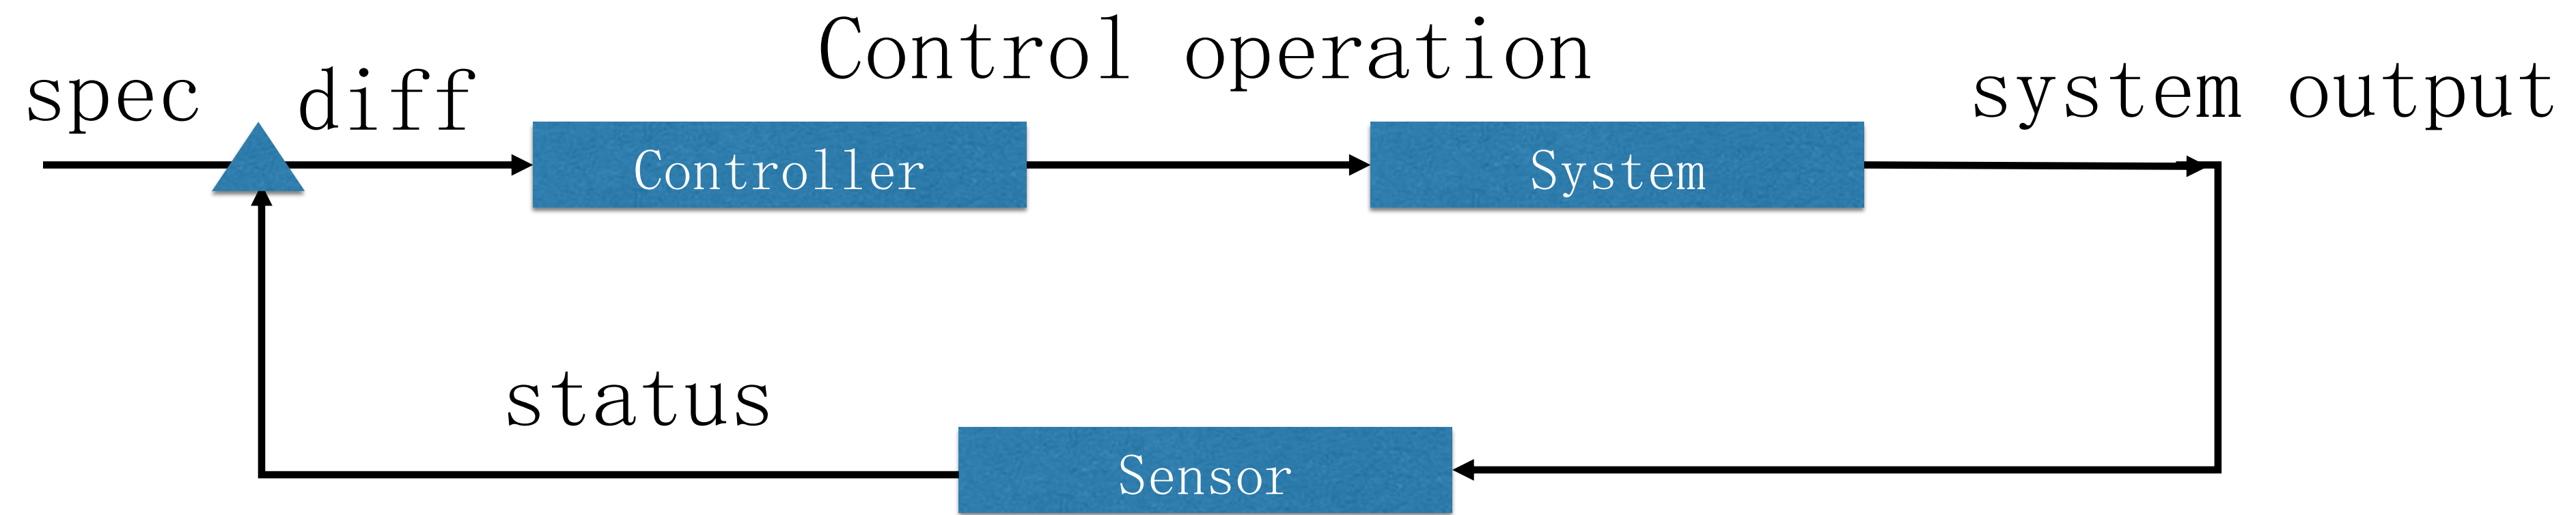 Control operation
spec
diff
system output
Controller
System
status
Sensor